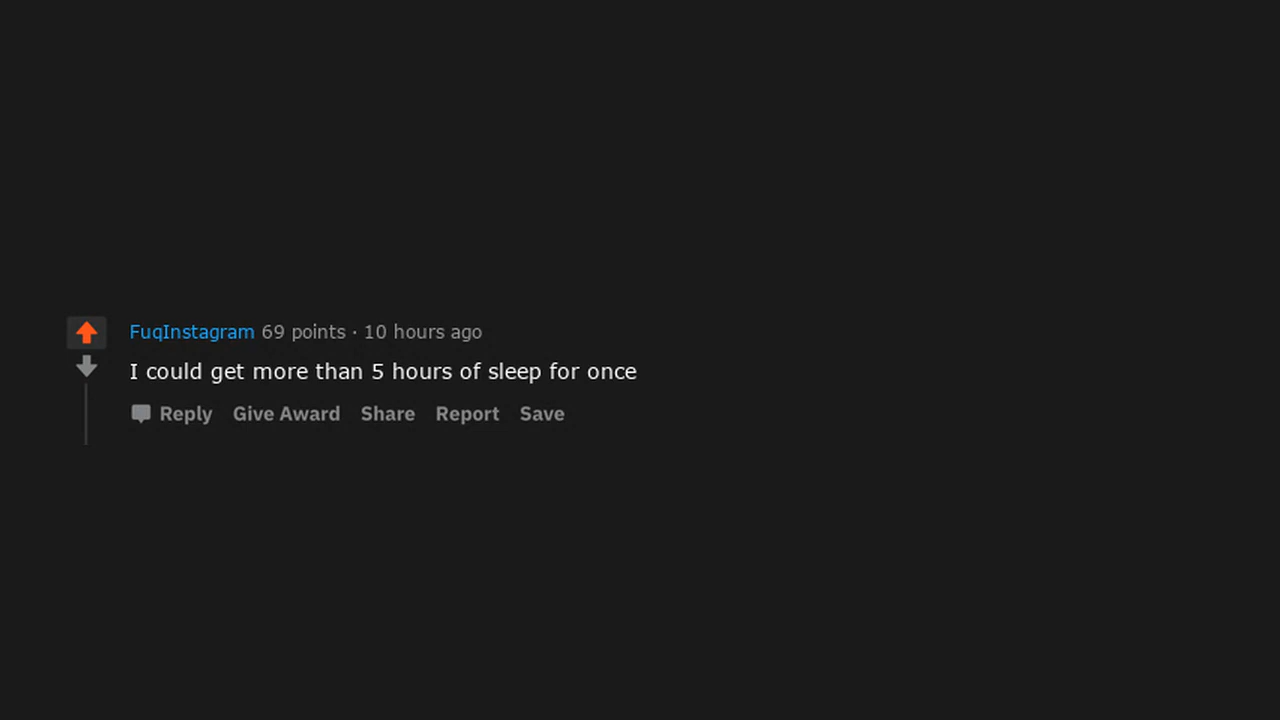 FuqInstagram 69 points · 10 hours ago
I could get more than 5 hours of sleep for once
Reply Give Award Share Report Save